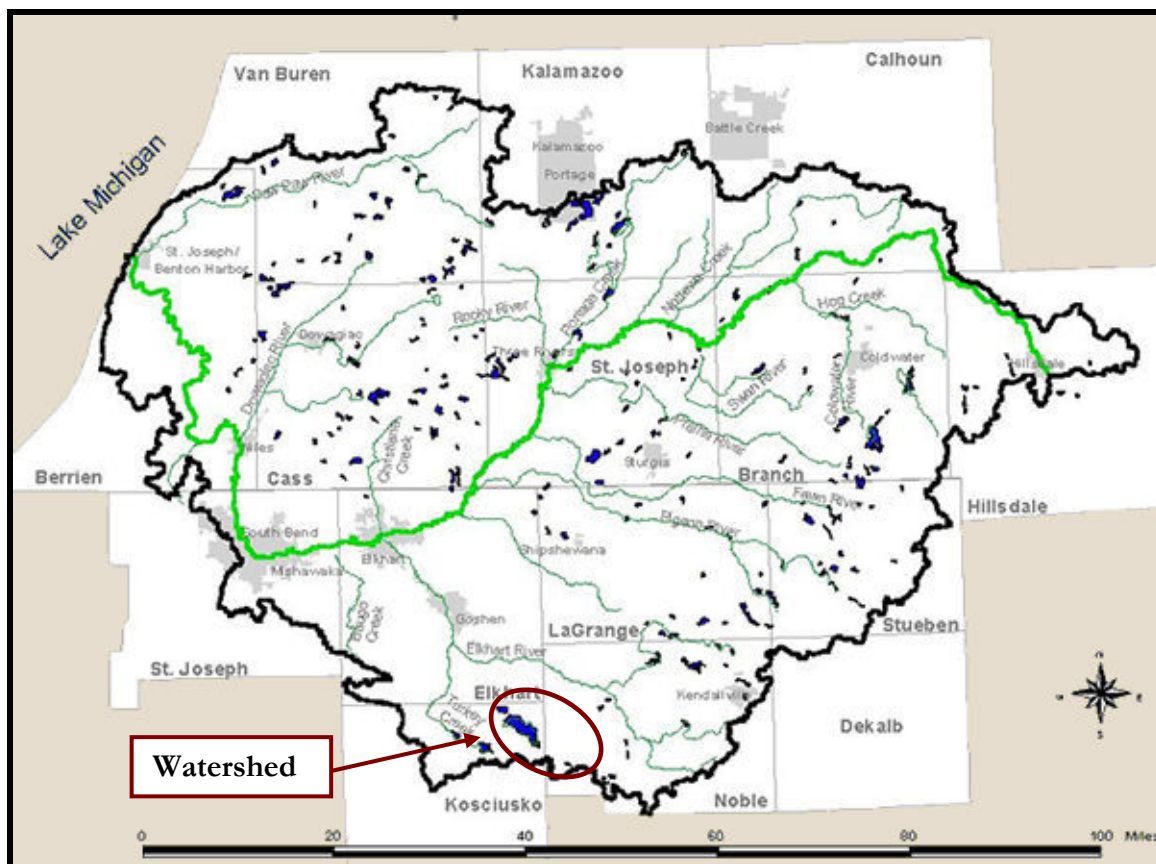 Van Buren
Kalamazoo
Calhoun
Battle Creek
Kalamazoo
Portage
Lake Michigan
Paw Paw River
St. Joseph/
Benton Harbor
Portage Creek
Nottawa Creek
Hog Creek
Rocky River
Dowagiac
Three Rivers
St. Joseph
Coldwater
Hillsdale
Swan River
Coldwater
River
Dowagiac River
Christiana
Creek
Prairie River
Niles
Sturgis
Berrien
Cass
Branch
Fawn River
Hillsdale
Pigeon River
South Bend
Elkhart
Shipshewana
Mishawaka
Baugo
Creek
Goshen
LaGrange
Stueben
Elkhart River
St. Joseph
Elkhart
Kendallville
Turkey
Creek
Dekalb
N
W
E
S
Watershed
Kosciusko
Noble
0
20
40
60
80
100 Miles